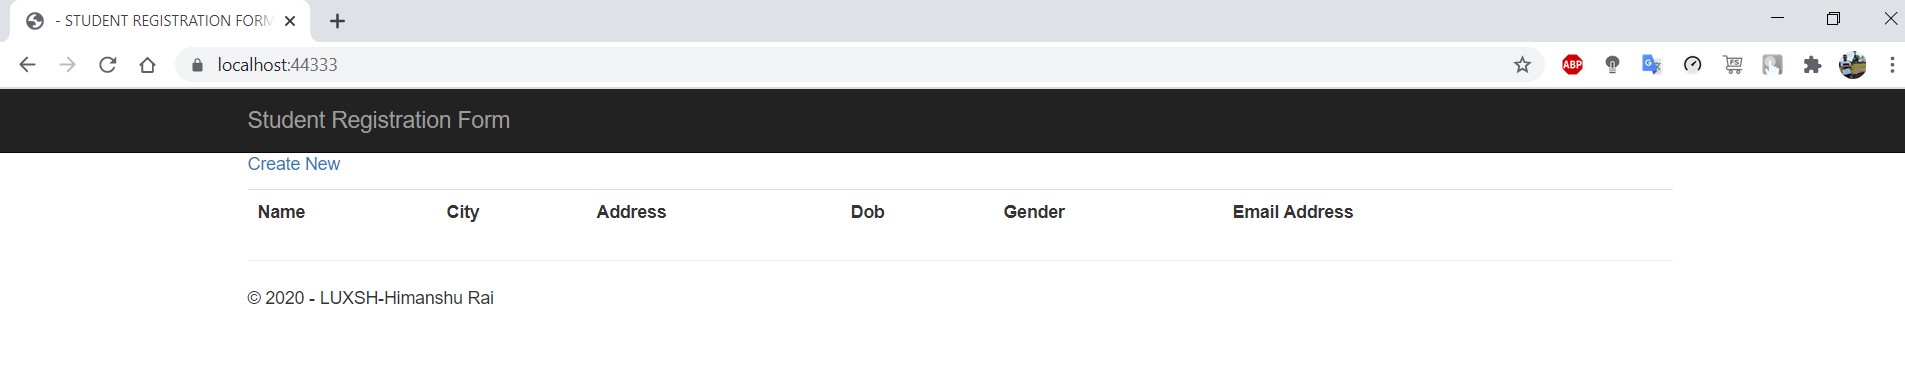 - STUDENT REGISTRATION FORM
localhost:44333
ABP
G
FS
Student Registration Form
Create New
Name City Address Dob Gender Email Address
© 2020 - LUXSH-Himanshu Rai